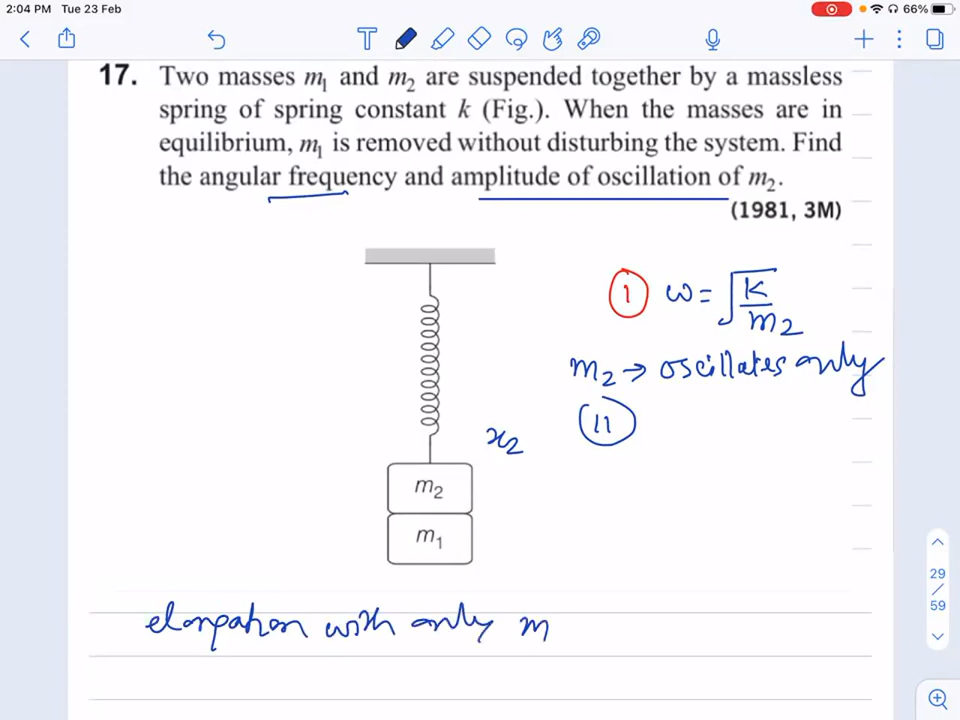 2:04 PM Tue 23 Feb
66%
T
17. Two masses m₁ and m₂ are suspended together by a massless
spring of spring constant k (Fig.). When the masses are in
equilibrium, m₁ is removed without disturbing the system. Find
the angular frequency and amplitude of oscillation of m₂.
(1981, 3M)
1 ω = √(k/m₂)
m₂ → oscillates only
11
x₂
m₂
m₁
29
/
59
elongation with only m